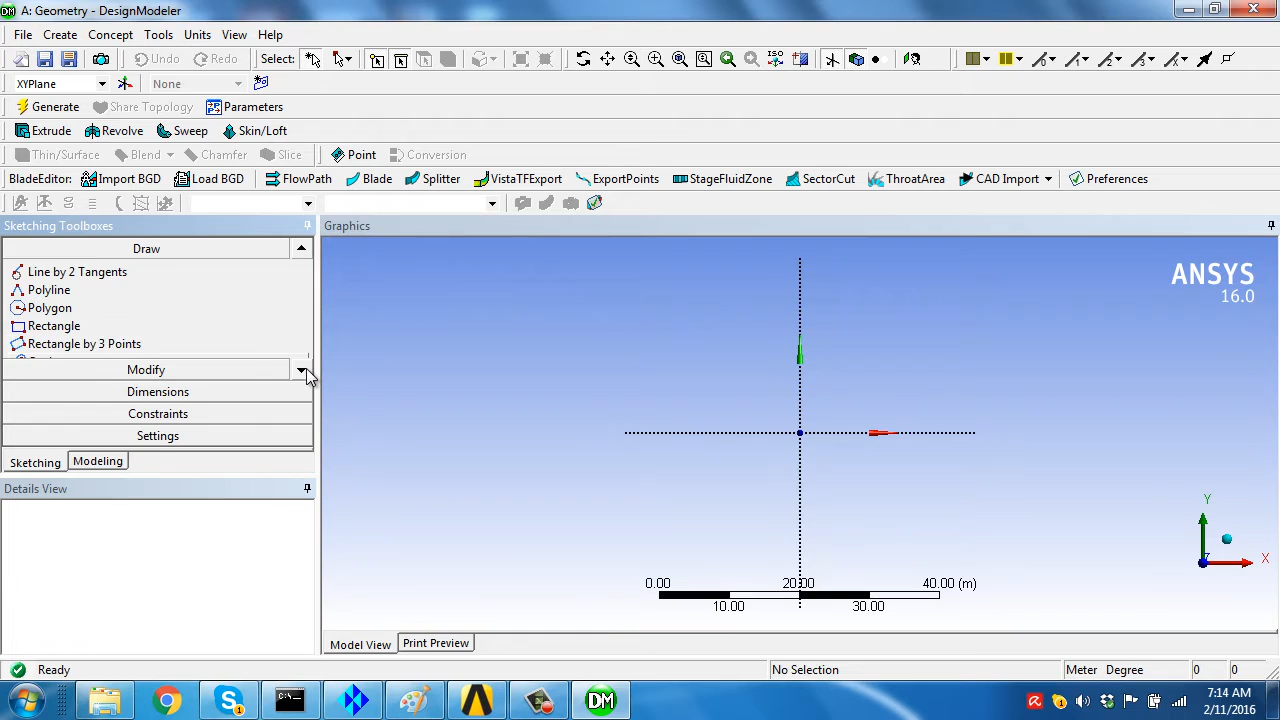 A: Geometry - DesignModeler
File Create Concept Tools Units View Help
Undo Redo Select:
ISO
XYPlane None
Generate Share Topology Parameters
Extrude Revolve Sweep Skin/Loft
Thin/Surface Blend Chamfer Slice Point Conversion
BladeEditor: Import BGD Load BGD FlowPath Blade Splitter VistaTFExport ExportPoints StageFluidZone SectorCut ThroatArea CAD Import Preferences
Sketching Toolboxes
Draw
Line by 2 Tangents
Polyline
Polygon
Rectangle
Rectangle by 3 Points
Modify
Dimensions
Constraints
Settings
Sketching Modeling
Details View
Graphics
ANSYS
16.0
Y
X
0.00 20.00 40.00 (m)
10.00 30.00
Model View Print Preview
Ready No Selection Meter Degree 0 0
DM
7:14 AM
2/11/2016